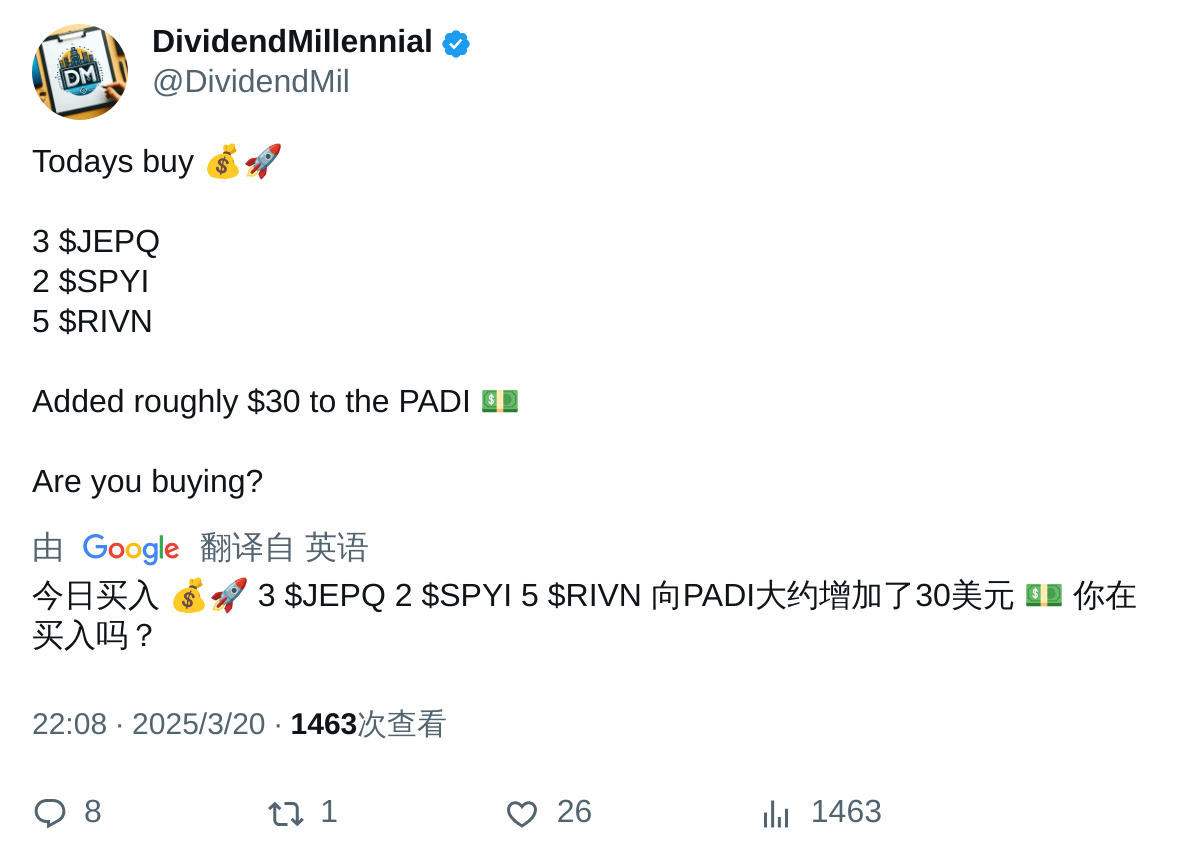 DM
DividendMillennial
@DividendMil
Todays buy 💰🚀
3 $JEPQ
2 $SPYI
5 $RIVN
Added roughly $30 to the PADI 💵
Are you buying?
由 Google 翻译自 英语
今日买入 💰🚀 3 $JEPQ 2 $SPYI 5 $RIVN 向PADI大约增加了30美元 💵 你在
买入吗？
22:08 · 2025/3/20 · 1463次查看
8 1 26 1463